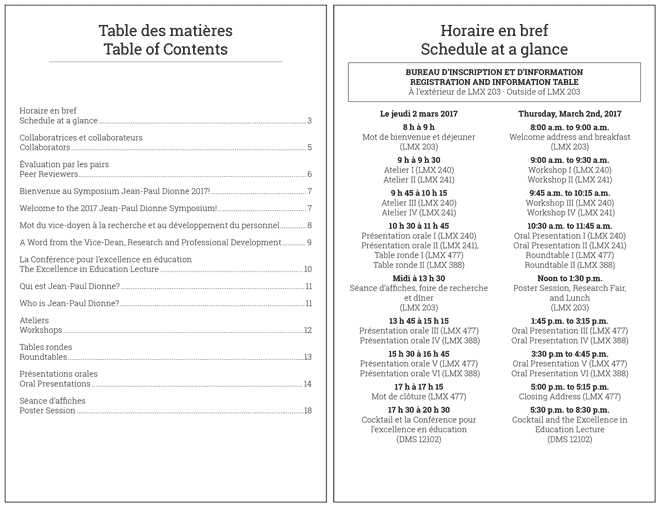 Table des matières
Table of Contents
Horaire en bref
Schedule at a glance 3
Collaboratrices et collaborateurs
Collaborators 5
Évaluation par les pairs
Peer Reviewers 6
Bienvenue au Symposium Jean-Paul Dionne 2017! 7
Welcome to the 2017 Jean-Paul Dionne Symposium! 7
Mot du vice-doyen à la recherche et au développement du personnel 8
A Word from the Vice-Dean, Research and Professional Development 9
La Conférence pour l'excellence en éducation
The Excellence in Education Lecture 10
Qui est Jean-Paul Dionne? 11
Who is Jean-Paul Dionne? 11
Ateliers
Workshops 12
Tables rondes
Roundtables 13
Présentations orales
Oral Presentations 14
Séance d'affiches
Poster Session 18
Horaire en bref
Schedule at a glance
BUREAU D'INSCRIPTION ET D'INFORMATION
REGISTRATION AND INFORMATION TABLE
À l'extérieur de LMX 203 · Outside of LMX 203
Le jeudi 2 mars 2017
8 h à 9 h
Mot de bienvenue et déjeuner
(LMX 203)
9 h à 9 h 30
Atelier I (LMX 240)
Atelier II (LMX 241)
9 h 45 à 10 h 15
Atelier III (LMX 240)
Atelier IV (LMX 241)
10 h 30 à 11 h 45
Présentation orale I (LMX 240)
Présentation orale II (LMX 241),
Table ronde I (LMX 477)
Table ronde II (LMX 388)
Midi à 13 h 30
Séance d'affiches, foire de recherche
et dîner
(LMX 203)
13 h 45 à 15 h 15
Présentation orale III (LMX 477)
Présentation orale IV (LMX 388)
15 h 30 à 16 h 45
Présentation orale V (LMX 477)
Présentation orale VI (LMX 388)
17 h à 17 h 15
Mot de clôture (LMX 477)
17 h 30 à 20 h 30
Cocktail et la Conférence pour
l'excellence en éducation
(DMS 12102)
Thursday, March 2nd, 2017
8:00 a.m. to 9:00 a.m.
Welcome address and breakfast
(LMX 203)
9:00 a.m. to 9:30 a.m.
Workshop I (LMX 240)
Workshop II (LMX 241)
9:45 a.m. to 10:15 a.m.
Workshop III (LMX 240)
Workshop IV (LMX 241)
10:30 a.m. to 11:45 a.m.
Oral Presentation I (LMX 240)
Oral Presentation II (LMX 241)
Roundtable I (LMX 477)
Roundtable II (LMX 388)
Noon to 1:30 p.m.
Poster Session, Research Fair,
and Lunch
(LMX 203)
1:45 p.m. to 3:15 p.m.
Oral Presentation III (LMX 477)
Oral Presentation IV (LMX 388)
3:30 p.m to 4:45 p.m.
Oral Presentation V (LMX 477)
Oral Presentation VI (LMX 388)
5:00 p.m. to 5:15 p.m.
Closing Address (LMX 477)
5:30 p.m. to 8:30 p.m.
Cocktail and the Excellence in
Education Lecture
(DMS 12102)